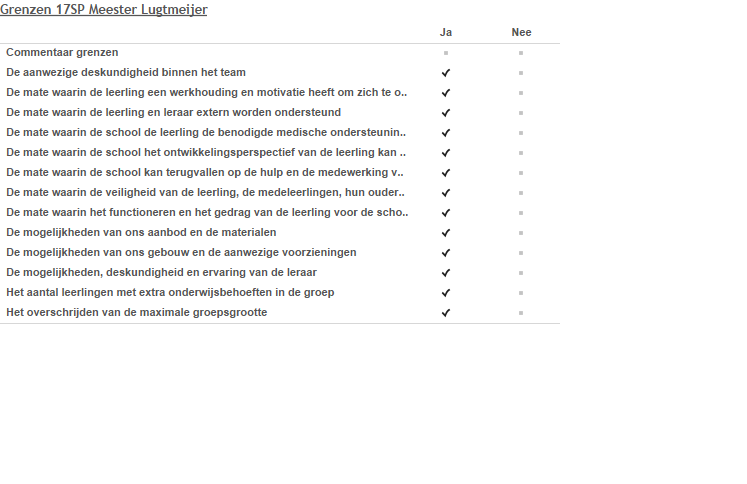 Grenzen 17SP Meester Lugtmeijer
Ja Nee
Commentaar grenzen
De aanwezige deskundigheid binnen het team
De mate waarin de leerling een werkhouding en motivatie heeft om zich te o..
De mate waarin de leerling en leraar extern worden ondersteund
De mate waarin de school de leerling de benodigde medische ondersteunin..
De mate waarin de school het ontwikkelingsperspectief van de leerling kan ..
De mate waarin de school kan terugvallen op de hulp en de medewerking v..
De mate waarin de veiligheid van de leerling, de medeleerlingen, hun ouder..
De mate waarin het functioneren en het gedrag van de leerling voor de scho..
De mogelijkheden van ons aanbod en de materialen
De mogelijkheden van ons gebouw en de aanwezige voorzieningen
De mogelijkheden, deskundigheid en ervaring van de leraar
Het aantal leerlingen met extra onderwijsbehoeften in de groep
Het overschrijden van de maximale groepsgrootte